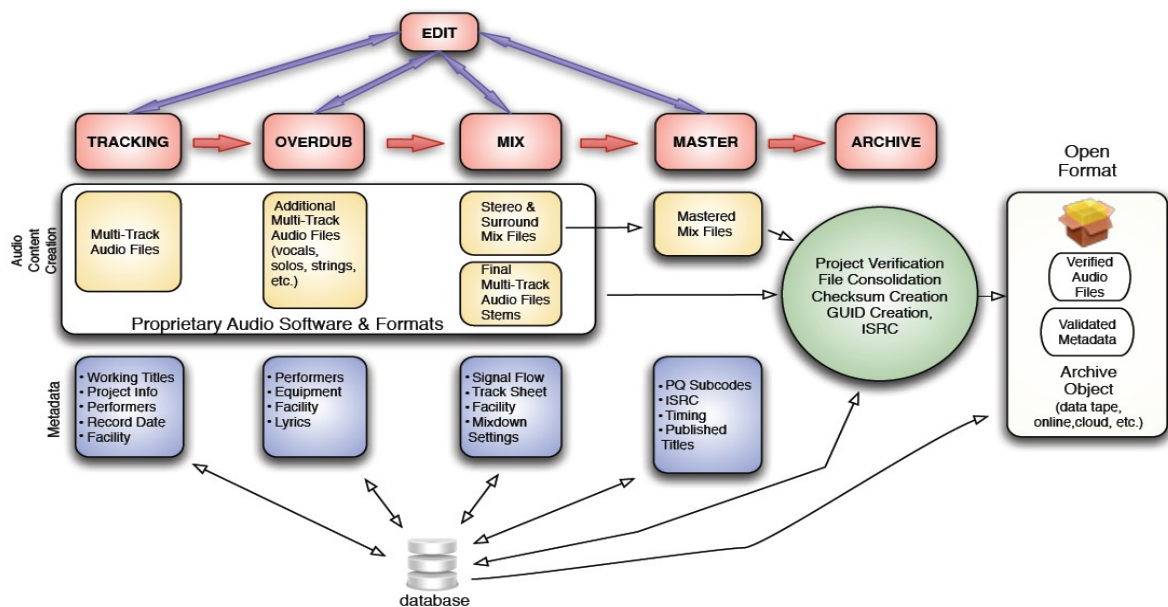 EDIT
TRACKING
OVERDUB
MIX
MASTER
ARCHIVE
Audio
Content
Creation
Multi-Track
Audio Files
Additional
Multi-Track
Audio Files
(vocals,
solos, strings,
etc.)
Stereo &
Surround
Mix Files
Final
Multi-Track
Audio Files
Stems
Proprietary Audio Software & Formats
Mastered
Mix Files
Project Verification
File Consolidation
Checksum Creation
GUID Creation,
ISRC
Open
Format
Verified
Audio
Files
Validated
Metadata
Archive
Object
(data tape,
online,cloud, etc.)
Metadata
• Working Titles
• Project Info
• Performers
• Record Date
• Facility
• Performers
• Equipment
• Facility
• Lyrics
• Signal Flow
• Track Sheet
• Facility
• Mixdown
Settings
• PQ Subcodes
• ISRC
• Timing
• Published
Titles
database